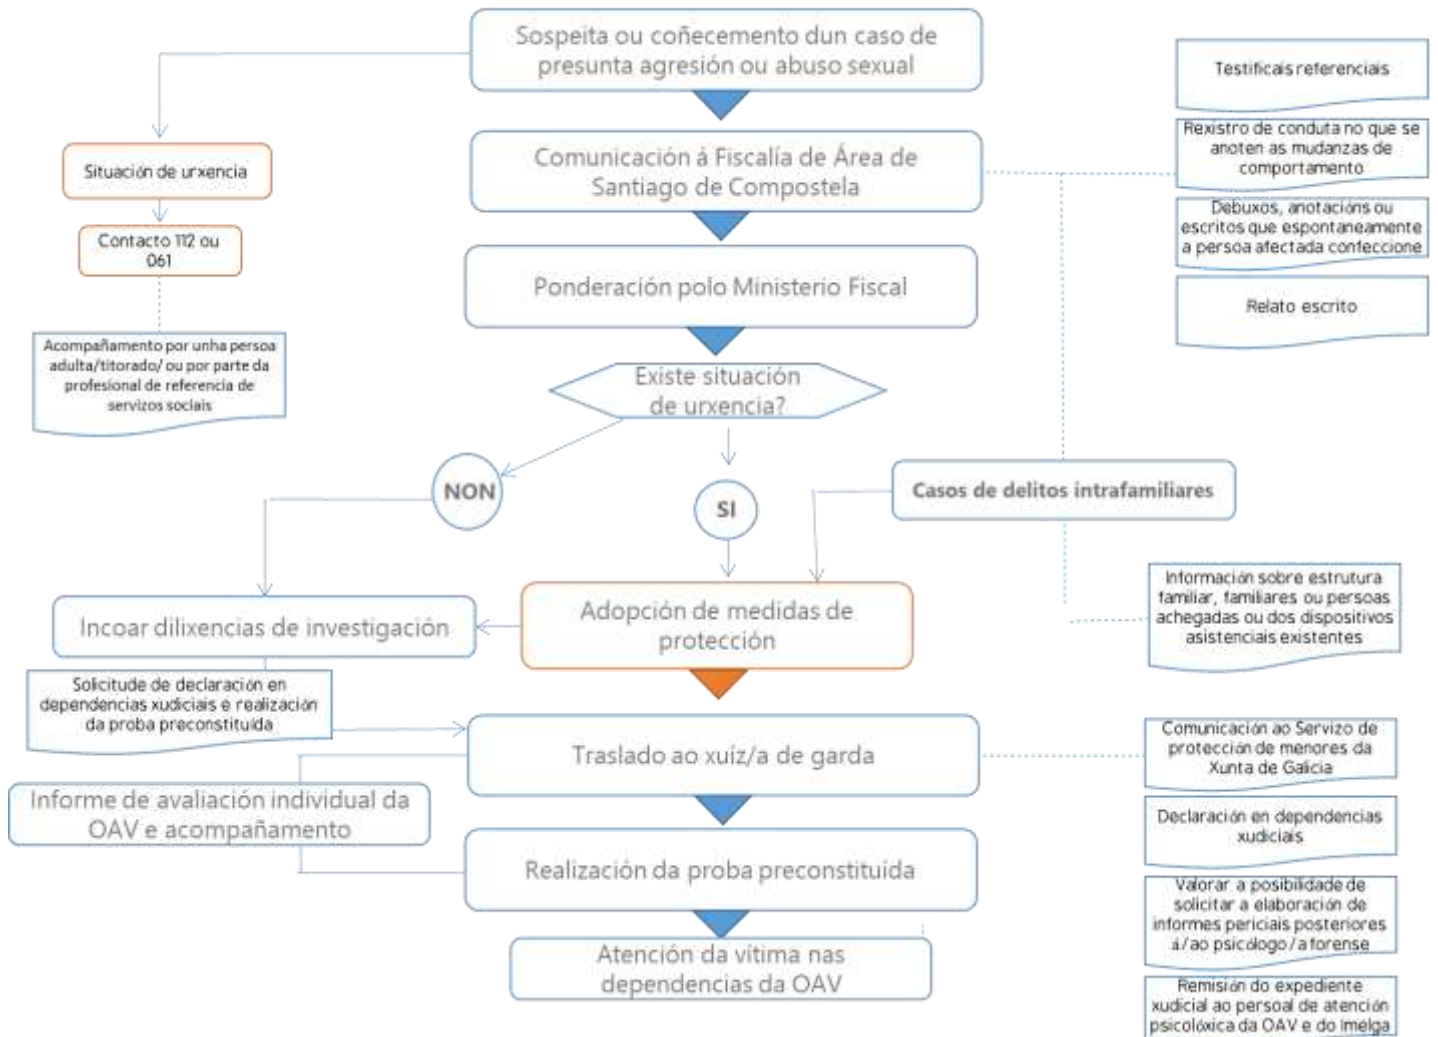 Sospeita ou coñecemento dun caso de
presunta agresión ou abuso sexual
Situación de urxencia
Contacto 112 ou
061
Acompañamento por unha persoa
adulta/titorado/ ou por parte da
profesional de referencia de
servizos sociais
Comunicación á Fiscalía de Área de
Santiago de Compostela
Testificais referenciais
Rexistro de conduta no que se
anoten as mudanzas de
comportamento
Debuxos, anotacións ou
escritos que espontaneamente
a persoa afectada confeccione
Relato escrito
Ponderación polo Ministerio Fiscal
Existe situación
de urxencia?
NON
SI
Casos de delitos intrafamiliares
Información sobre estrutura
familiar, familiares ou persoas
achegadas ou dos dispositivos
asistenciais existentes
Adopción de medidas de
protección
Incoar dilixencias de investigación
Solicitude de declaración en
dependencias xudiciais e realización
da proba preconstituída
Traslado ao xuíz/a de garda
Informe de avaliación individual da
OAV e acompañamento
Comunicación ao Servizo de
protección de menores da
Xunta de Galicia
Declaración en dependencias
xudiciais
Valorar a posibilidade de
solicitar a elaboración de
informes periciais posteriores
á/ao psicólogo/a forense
Remisión do expediente
xudicial ao persoal de atención
psicolóxica da OAV e do Imelga
Realización da proba preconstituída
Atención da vítima nas
dependencias da OAV